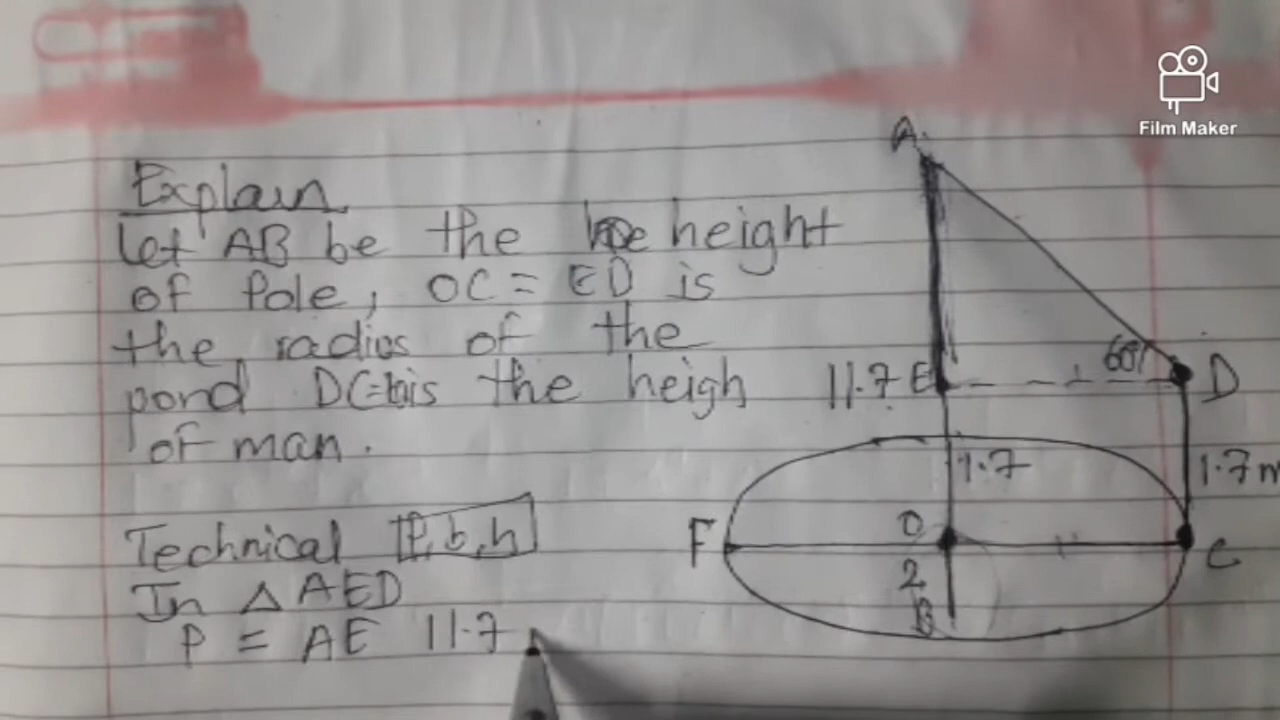 Film Maker
Explain
Let AB be the height
of Pole, OC = ED is
the radius of the
pond DC is the heigh
of man.
Technical P, b, h
In △ AED
P = AE 11.7
A
60°
11.7 E
D
1.7
1.7m
F
O
C
2
B